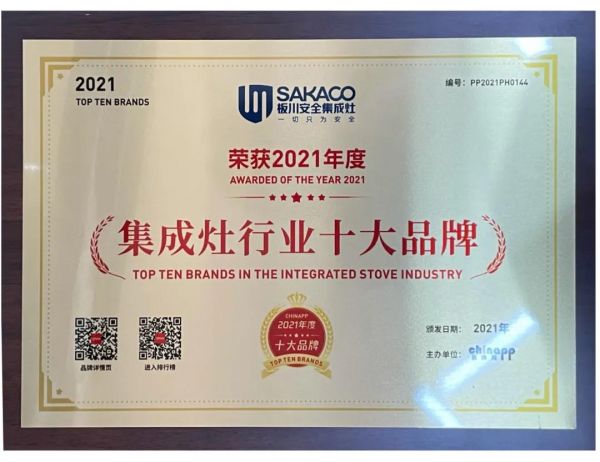 2021
TOP TEN BRANDS
SAKACO
板川安全集成灶
一切只为安全
编号：PP2021PH0144
荣获2021年度
AWARDED OF THE YEAR 2021
集成灶行业十大品牌
TOP TEN BRANDS IN THE INTEGRATED STOVE INDUSTRY
品牌详情页
进入排行榜
CHINAPP
2021年度
十大品牌
TOP TEN BRANDS
颁发日期： 2021年
主办单位： chinapp